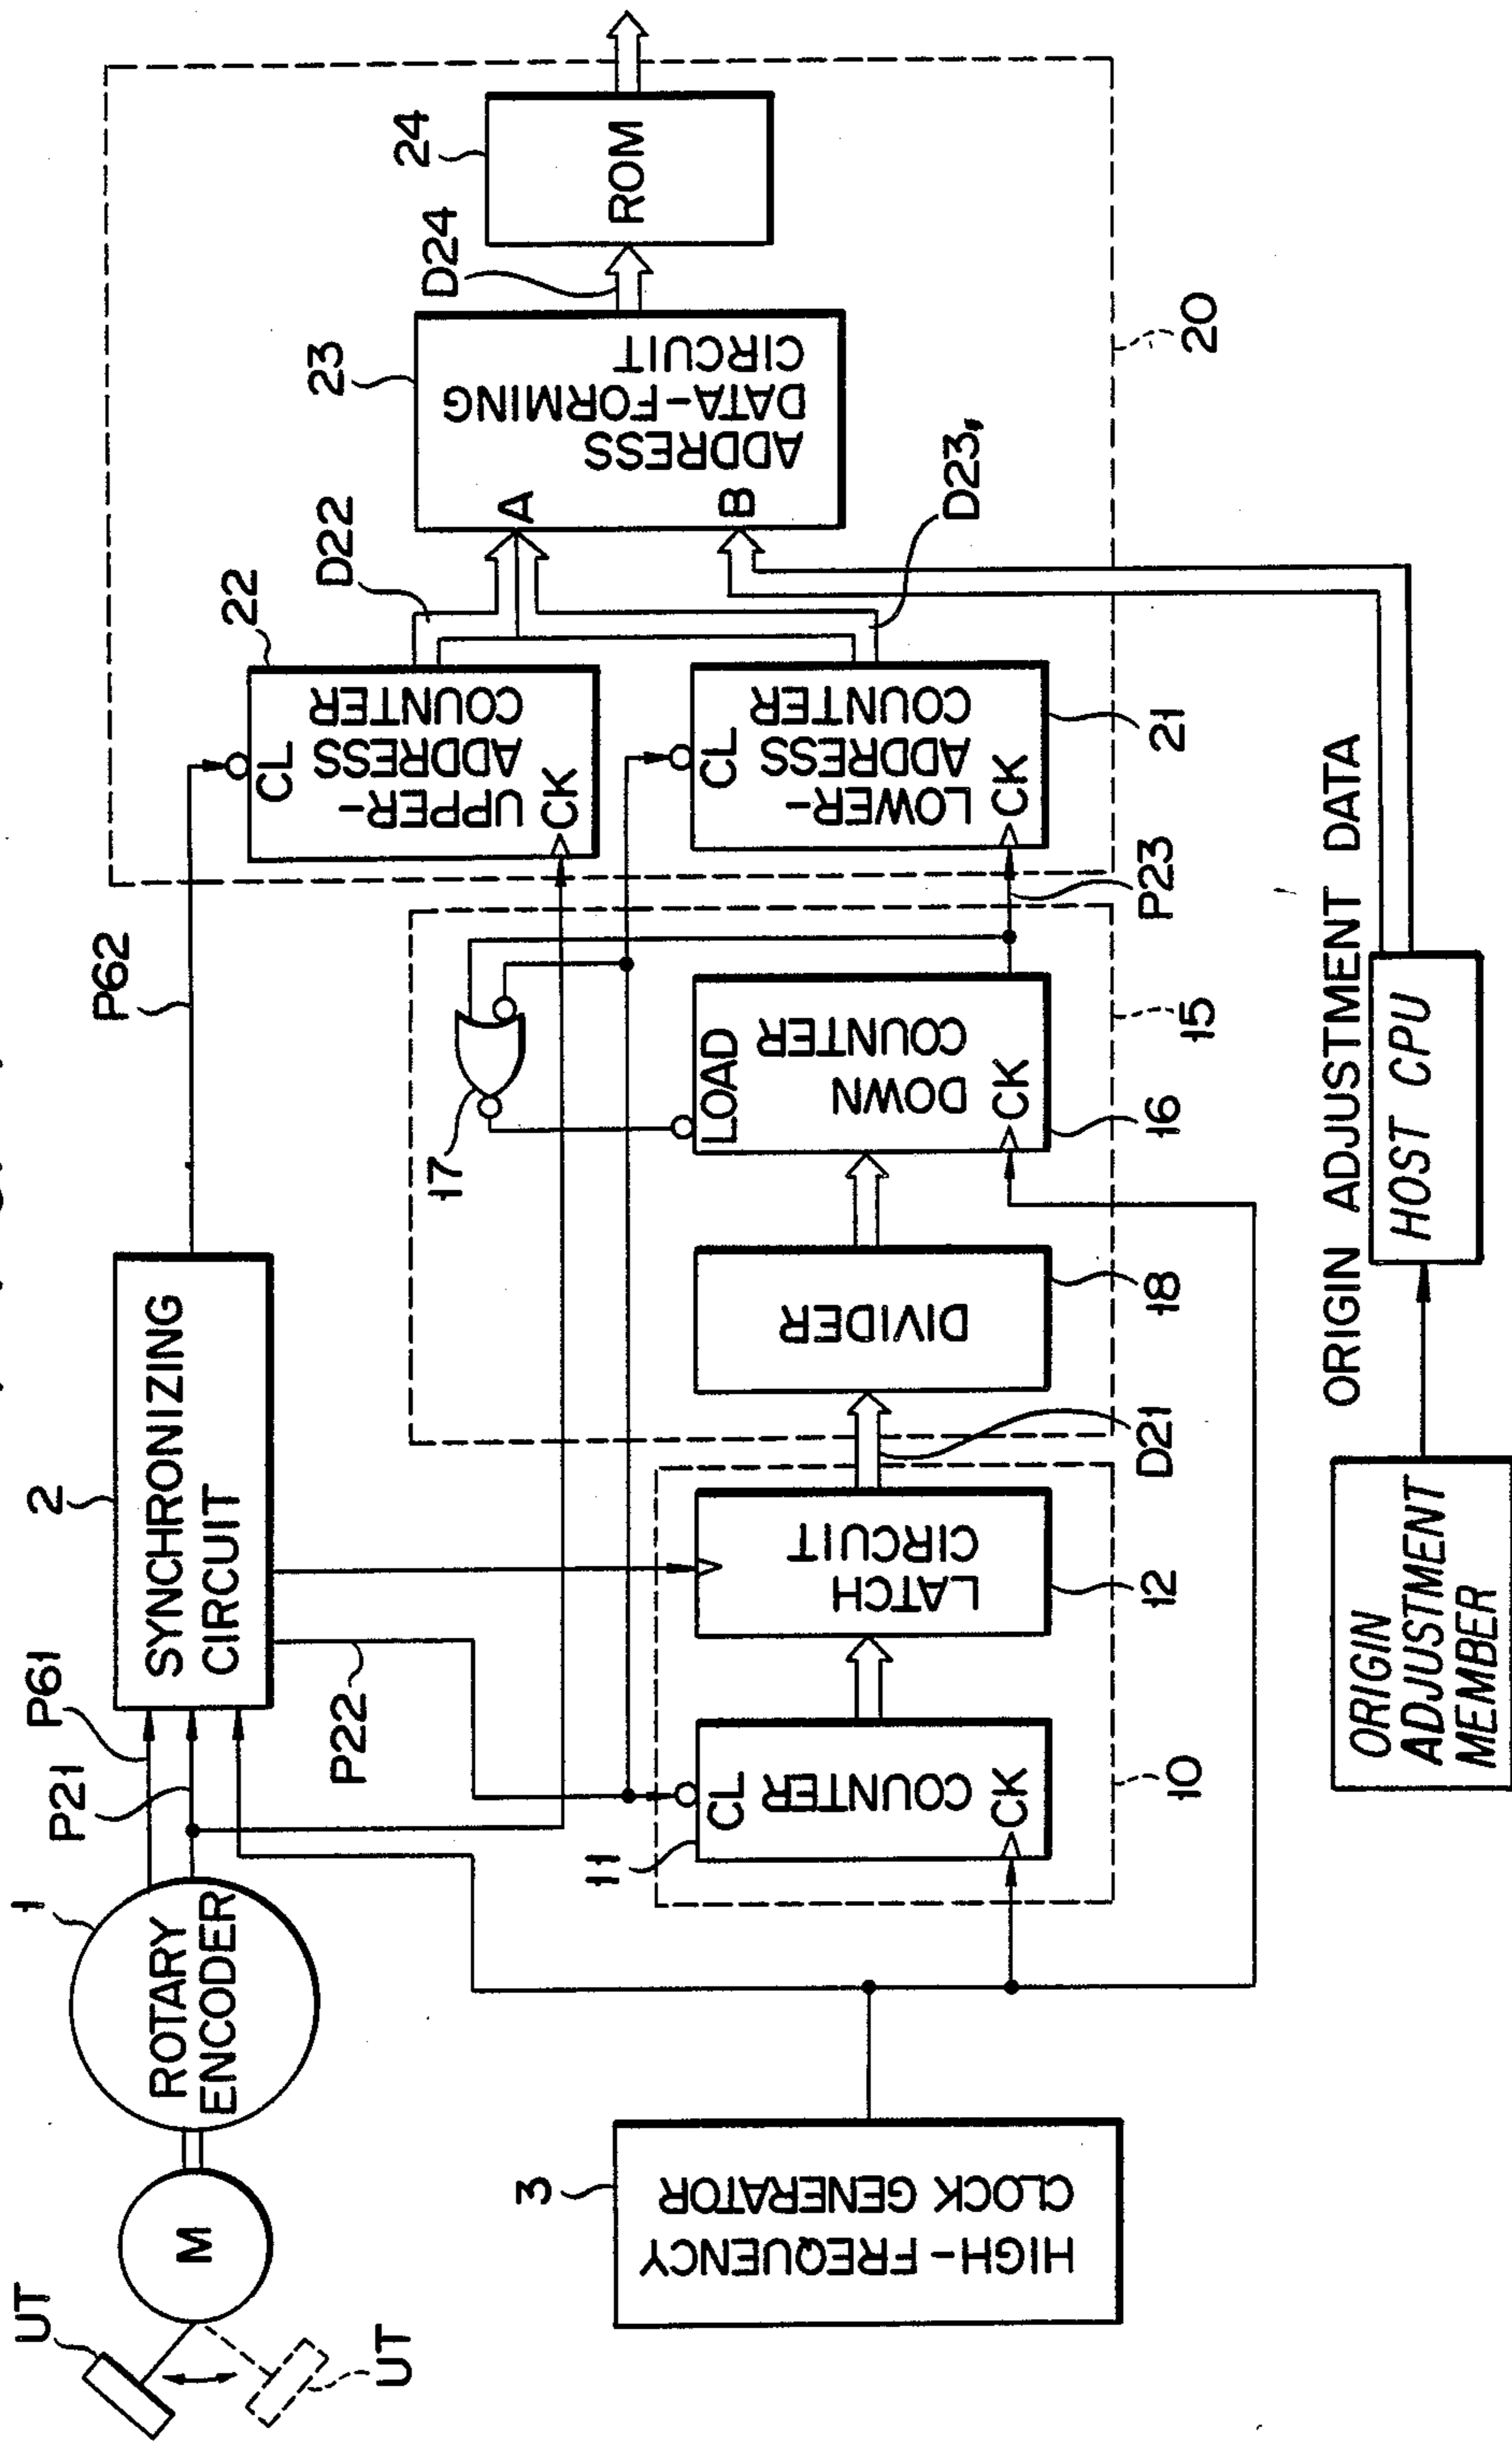 UT
UT
M
1
ROTARY
ENCODER
P21
P61
2
SYNCHRONIZING
CIRCUIT
P62
P22
3
HIGH-FREQUENCY
CLOCK GENERATOR
10
11
CL
COUNTER
CK
12
LATCH
CIRCUIT
D21
15
18
DIVIDER
17
LOAD
DOWN
COUNTER
CK
16
P23
20
22
CL
UPPER-
ADDRESS
COUNTER
CK
D22
CL
LOWER-
ADDRESS
COUNTER
CK
21
D23,
23
A
B
ADDRESS
DATA-FORMING
CIRCUIT
D24
24
ROM
ORIGIN
ADJUSTMENT
MEMBER
ORIGIN ADJUSTMENT DATA
HOST CPU